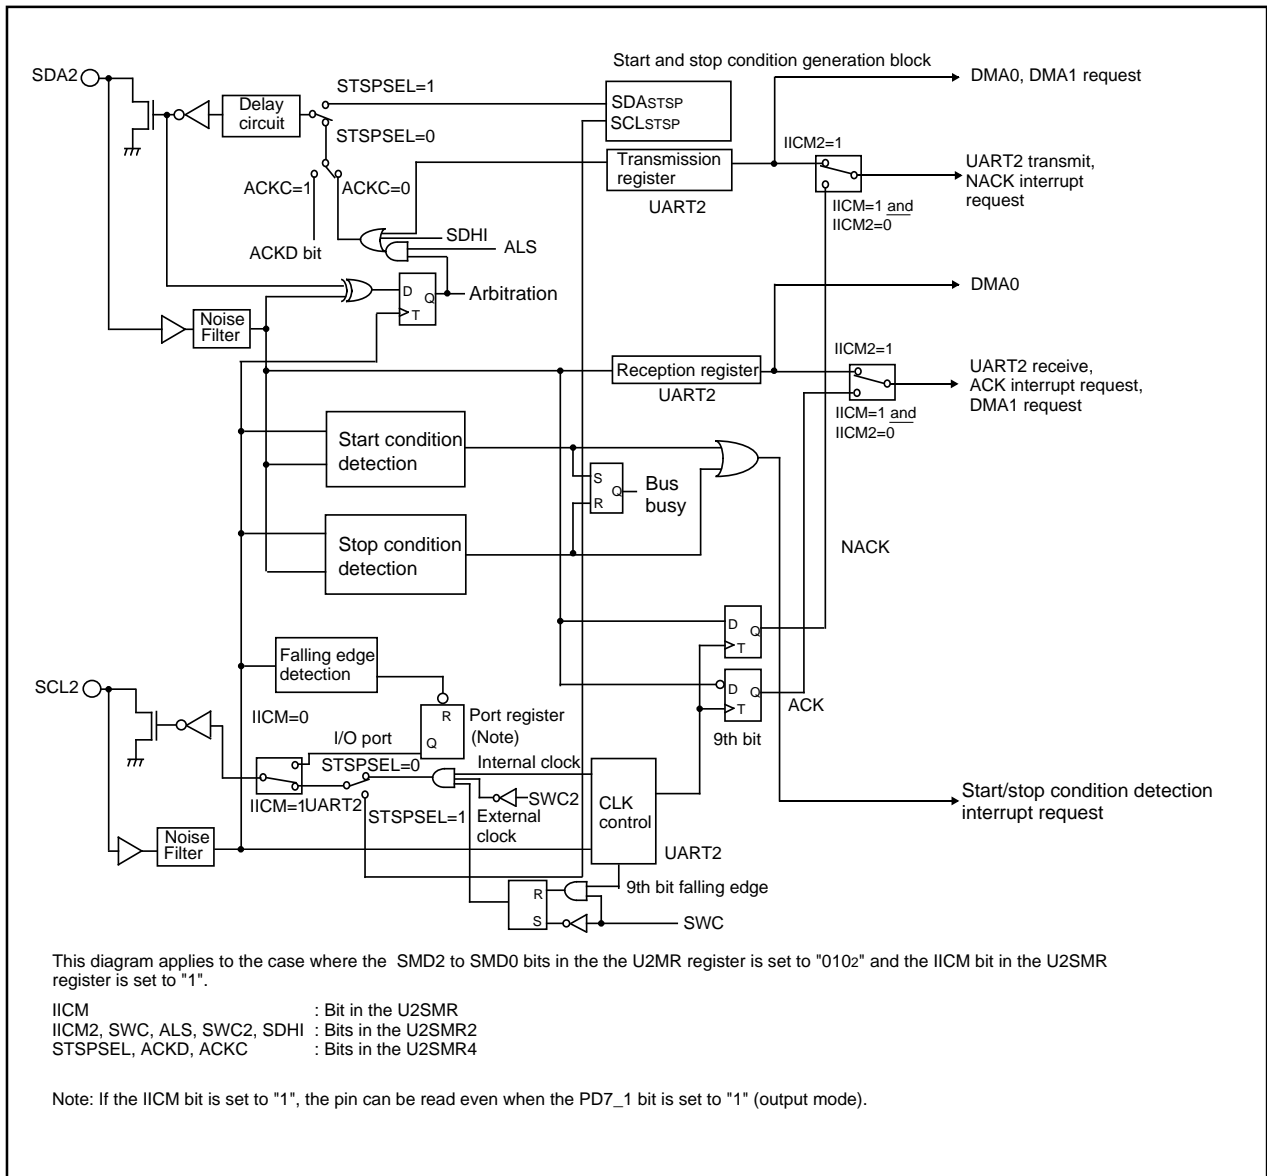 Start and stop condition generation block
SDA2
STSPSEL=1
DMA0, DMA1 request
Delay
circuit
SDASTSP
SCLSTSP
STSPSEL=0
IICM2=1
Transmission
register
UART2 transmit,
NACK interrupt
request
ACKC=1
ACKC=0
UART2
IICM=1 and
IICM2=0
SDHI
ALS
ACKD bit
DMA0
D
Q
T
Arbitration
Noise
Filter
IICM2=1
Reception register
UART2
UART2 receive,
ACK interrupt request,
DMA1 request
IICM=1 and
IICM2=0
Start condition
detection
S
Q
R
Bus
busy
Stop condition
detection
NACK
D
Q
T
Falling edge
detection
SCL2
D
Q
T
ACK
9th bit
IICM=0
R
Q
Port register
(Note)
I/O port
STSPSEL=0
Internal clock
IICM=1
UART2
STSPSEL=1
SWC2
External
clock
CLK
control
UART2
Start/stop condition detection
interrupt request
Noise
Filter
9th bit falling edge
R
S
SWC
This diagram applies to the case where the SMD2 to SMD0 bits in the the U2MR register is set to "0102" and the IICM bit in the U2SMR
register is set to "1".
IICM : Bit in the U2SMR
IICM2, SWC, ALS, SWC2, SDHI : Bits in the U2SMR2
STSPSEL, ACKD, ACKC : Bits in the U2SMR4
Note: If the IICM bit is set to "1", the pin can be read even when the PD7_1 bit is set to "1" (output mode).